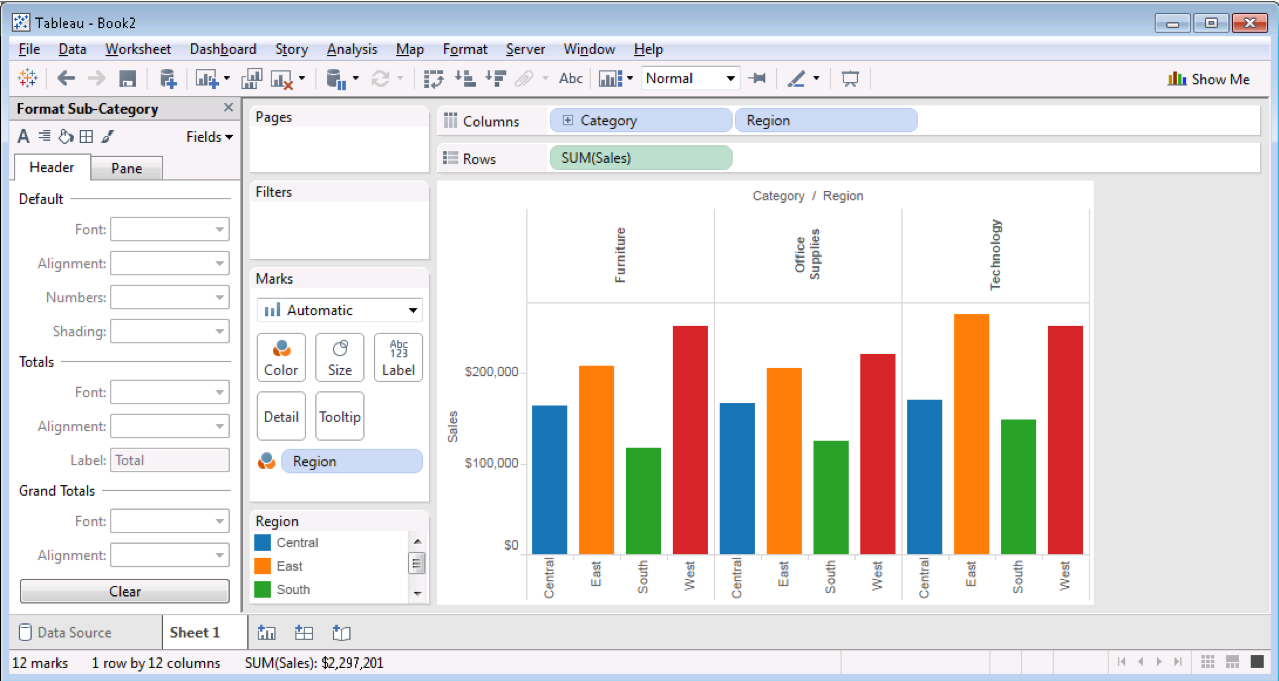 Tableau - Book2
File Data Worksheet Dashboard Story Analysis Map Format Server Window Help
Abc Normal Show Me
Format Sub-Category
A Fields
Header Pane
Default
Font:
Alignment:
Numbers:
Shading:
Totals
Font:
Alignment:
Label: Total
Grand Totals
Font:
Alignment:
Clear
Pages
Filters
Marks
Automatic
Color Size Abc 123 Label
Detail Tooltip
Region
Region
Central
East
South
Columns Category Region
Rows SUM(Sales)
Category / Region
Furniture
Office
Supplies
Technology
Sales
$200,000
$100,000
$0
Central East South West Central East South West Central East South West
Data Source Sheet 1
12 marks 1 row by 12 columns SUM(Sales): $2,297,201